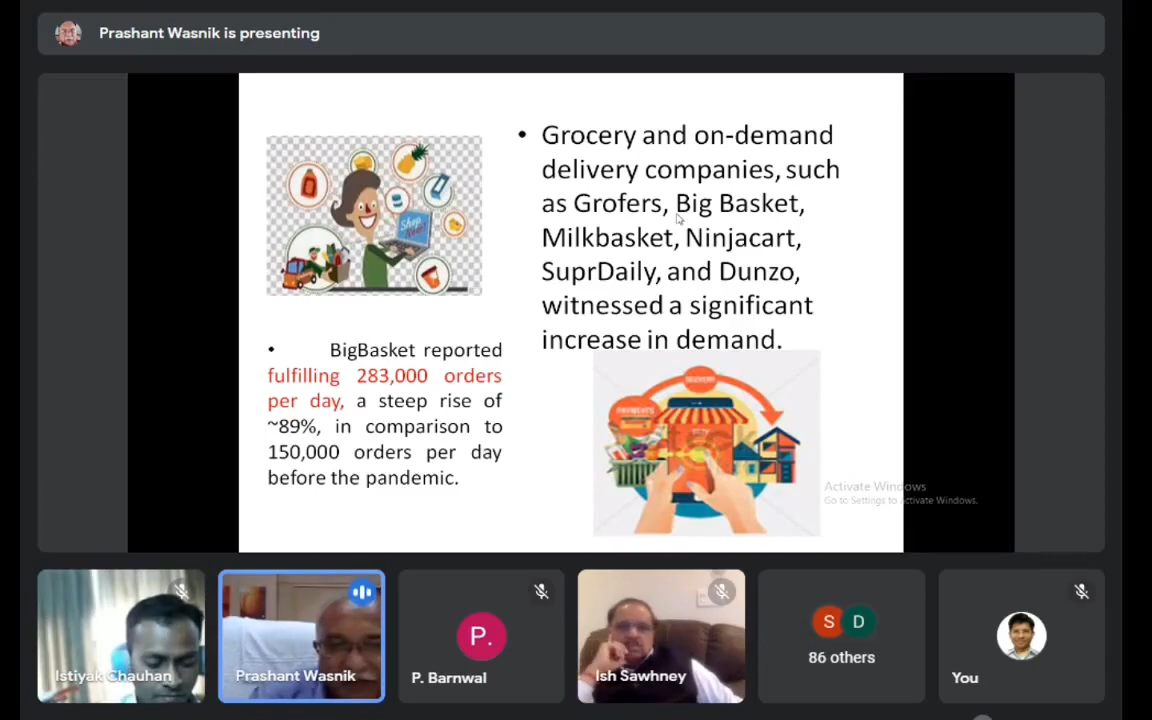 Prashant Wasnik is presenting
• Grocery and on-demand
delivery companies, such
as Grofers, Big Basket,
Milkbasket, Ninjacart,
SuprDaily, and Dunzo,
witnessed a significant
increase in demand.
Shop
• BigBasket reported
fulfilling 283,000 orders
per day, a steep rise of
~89%, in comparison to
150,000 orders per day
before the pandemic.
DELIVERY
PAYMENTS
Activate Windows
Go to Settings to Activate Windows.
Istiyak Chauhan
Prashant Wasnik
P.
P. Barnwal
Ish Sawhney
S D
86 others
You